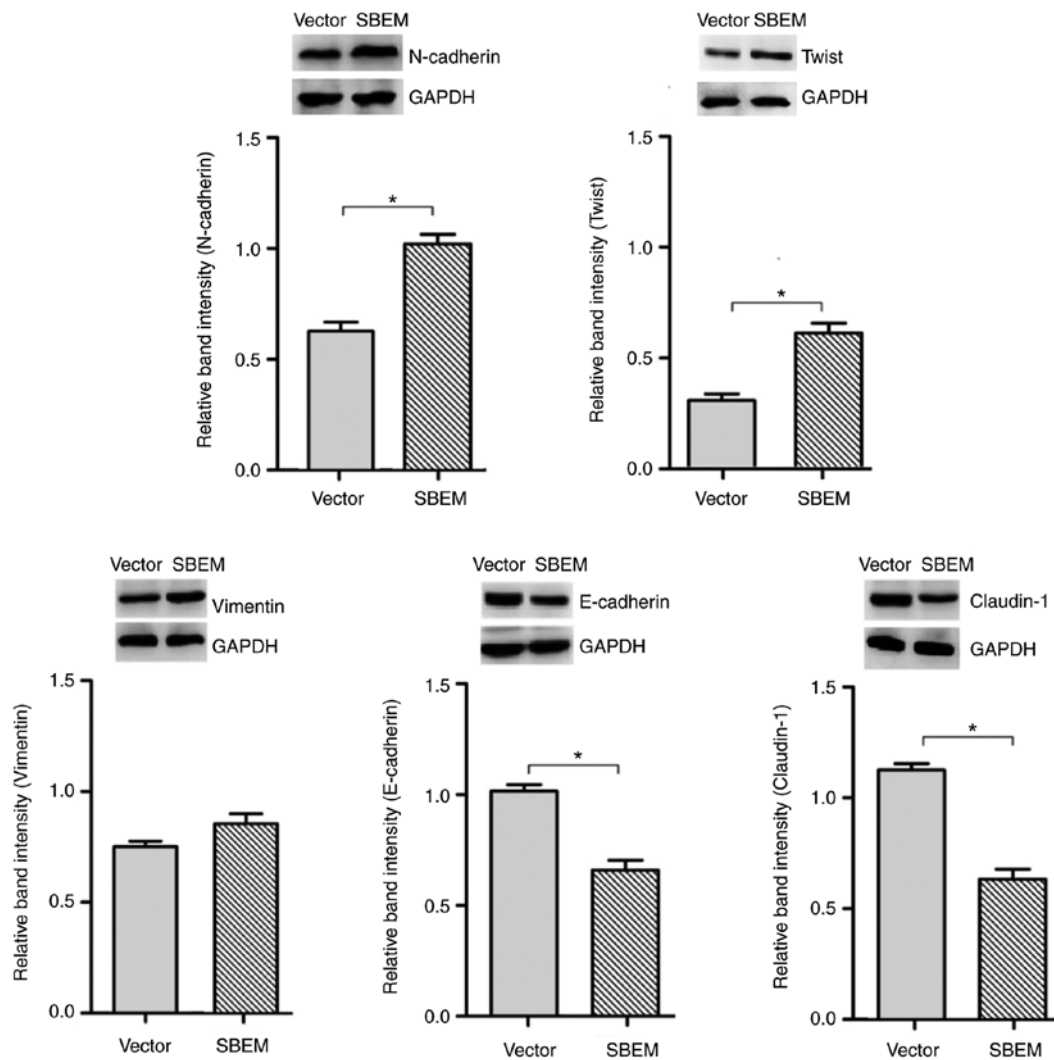 Vector SBEM
N-cadherin
GAPDH
1.5
1.0
0.5
0.0
Relative band intensity (N-cadherin)
*
Vector
SBEM
Vector SBEM
Twist
GAPDH
1.5
1.0
0.5
0.0
Relative band intensity (Twist)
*
Vector
SBEM
Vector SBEM
Vimentin
GAPDH
1.5
1.0
0.5
0.0
Relative band intensity (Vimentin)
Vector
SBEM
Vector SBEM
E-cadherin
GAPDH
1.5
1.0
0.5
0.0
Relative band intensity (E-cadherin)
*
Vector
SBEM
Vector SBEM
Claudin-1
GAPDH
1.5
1.0
0.5
0.0
Relative band intensity (Claudin-1)
*
Vector
SBEM